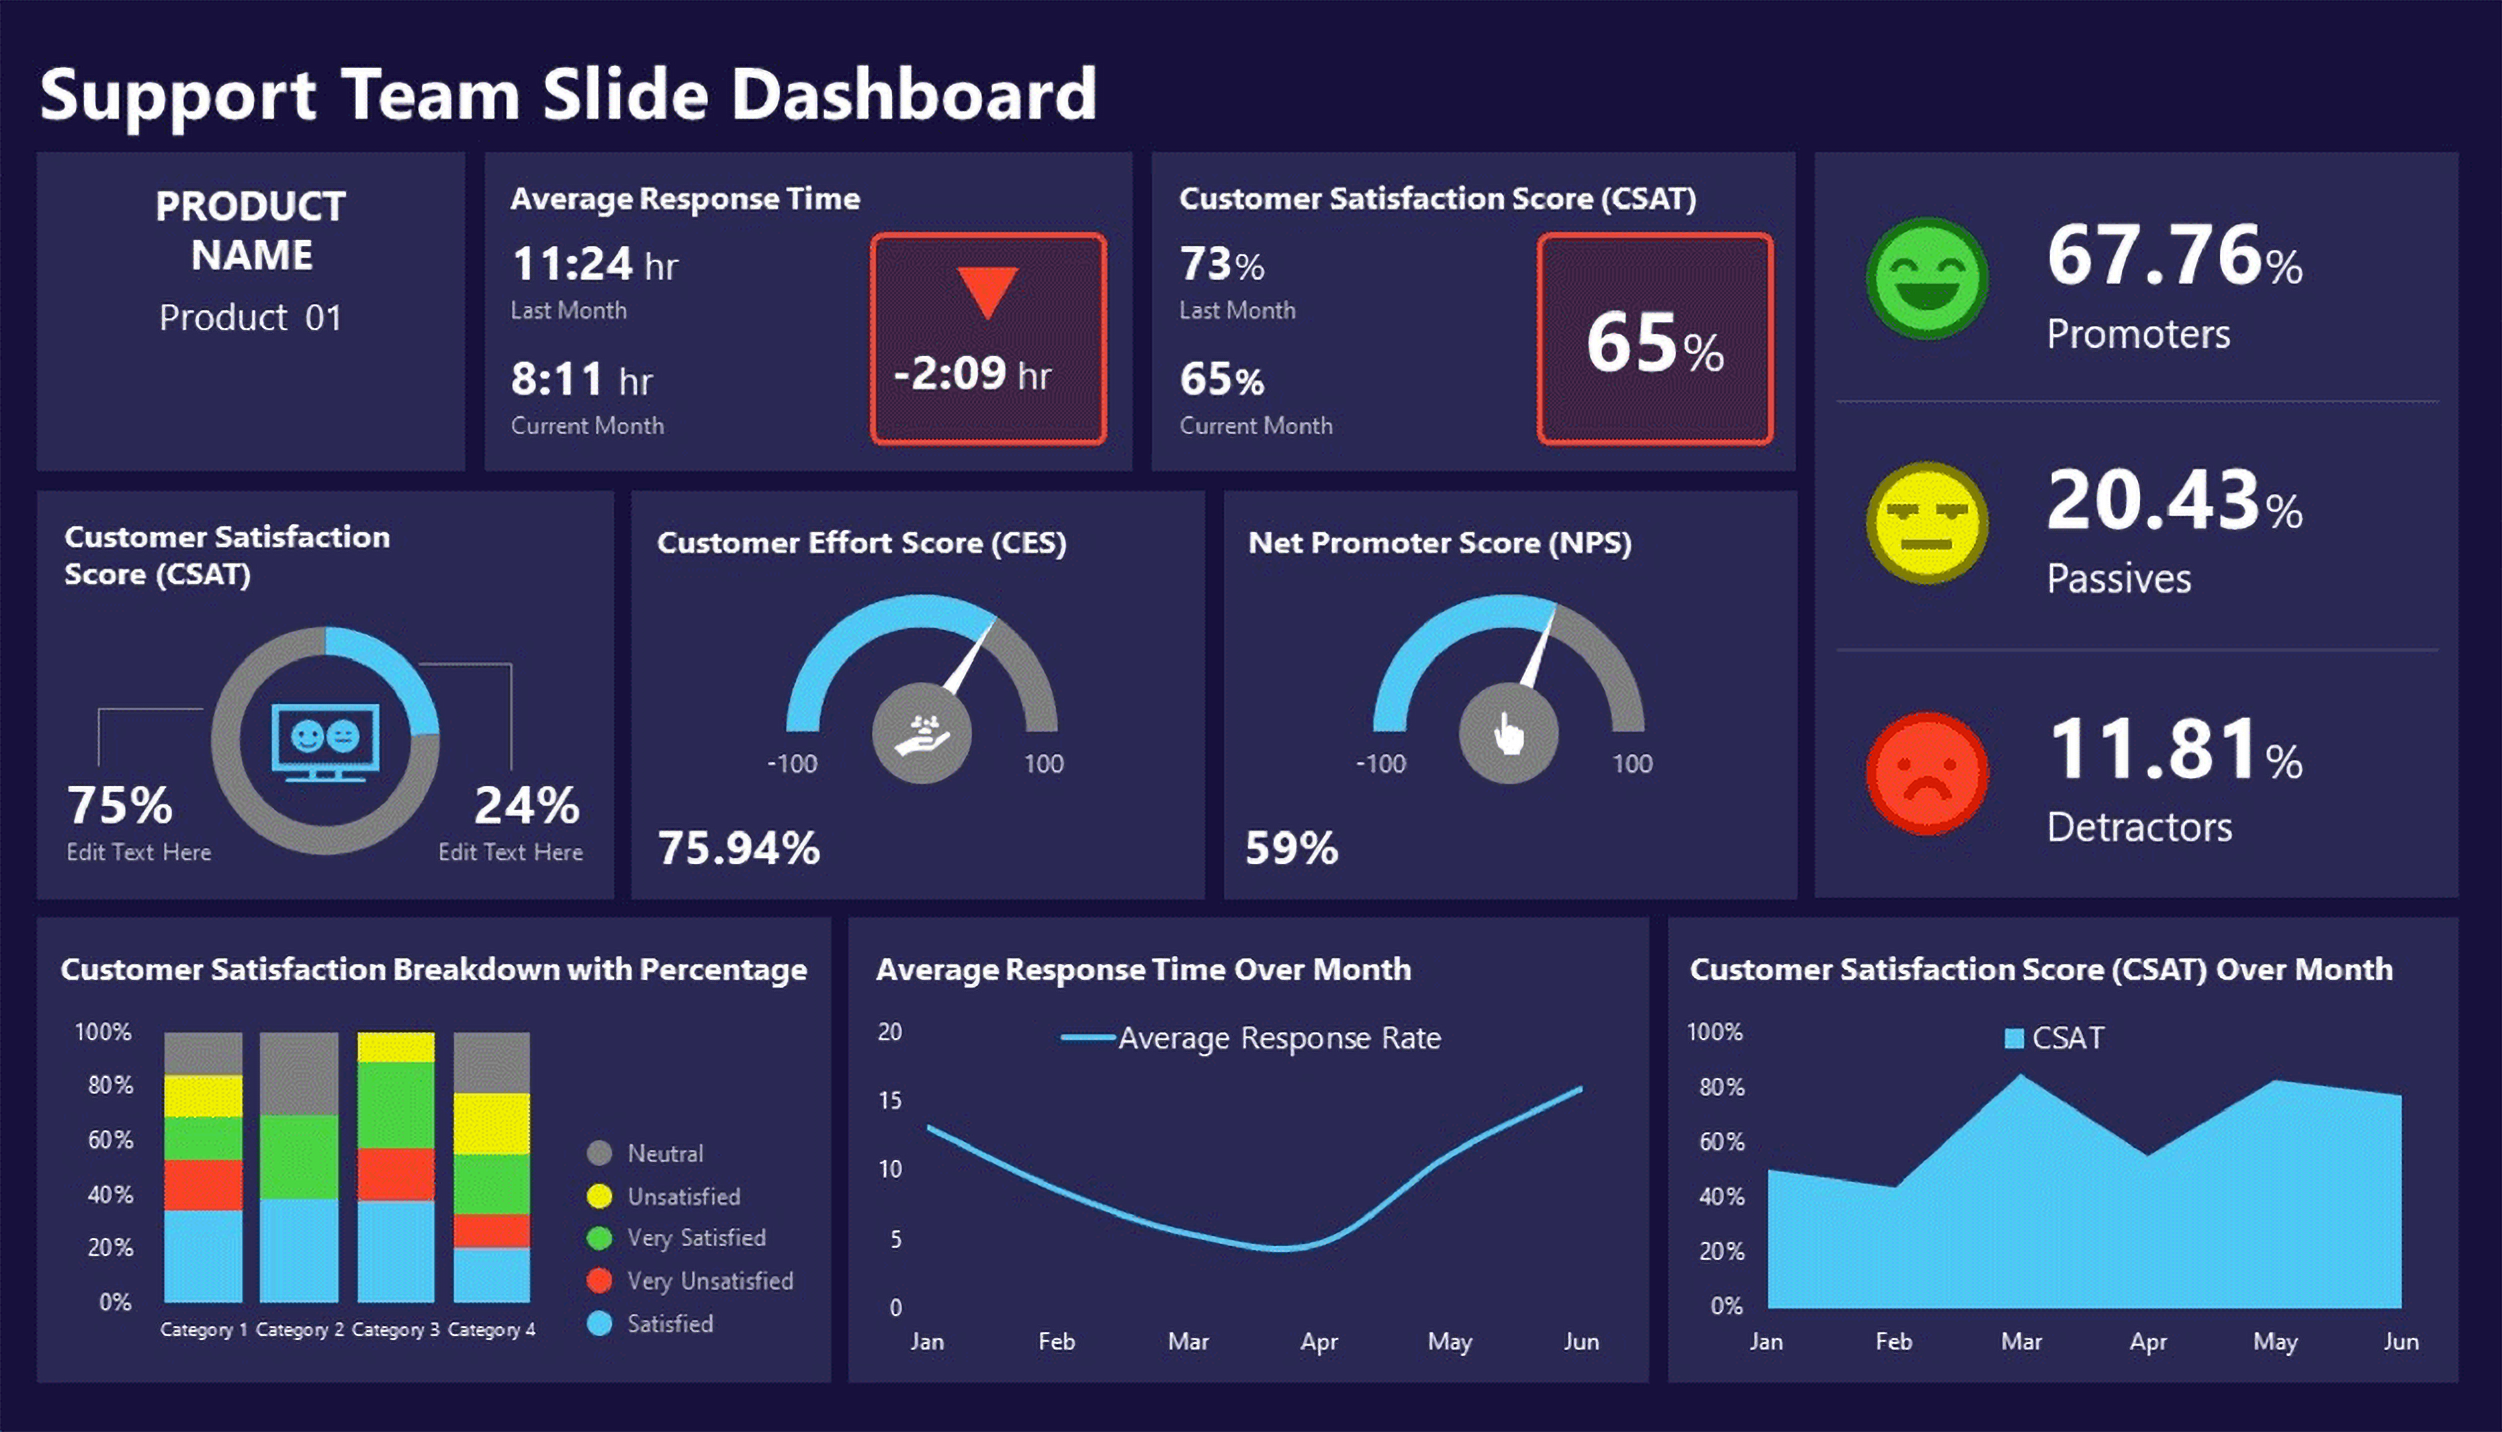 Support Team Slide Dashboard
PRODUCT
NAME
Product 01
Average Response Time
11:24 hr
Last Month
8:11 hr
Current Month
-2:09 hr
Customer Satisfaction Score (CSAT)
73%
Last Month
65%
Current Month
65%
67.76%
Promoters
20.43%
Passives
11.81%
Detractors
Customer Satisfaction
Score (CSAT)
75%
Edit Text Here
24%
Edit Text Here
Customer Effort Score (CES)
-100
100
75.94%
Net Promoter Score (NPS)
-100
100
59%
Customer Satisfaction Breakdown with Percentage
100%
80%
60%
40%
20%
0%
Category 1 Category 2 Category 3 Category 4
Neutral
Unsatisfied
Very Satisfied
Very Unsatisfied
Satisfied
Average Response Time Over Month
Average Response Rate
20
15
10
5
0
Jan Feb Mar Apr May Jun
Customer Satisfaction Score (CSAT) Over Month
CSAT
100%
80%
60%
40%
20%
0%
Jan Feb Mar Apr May Jun